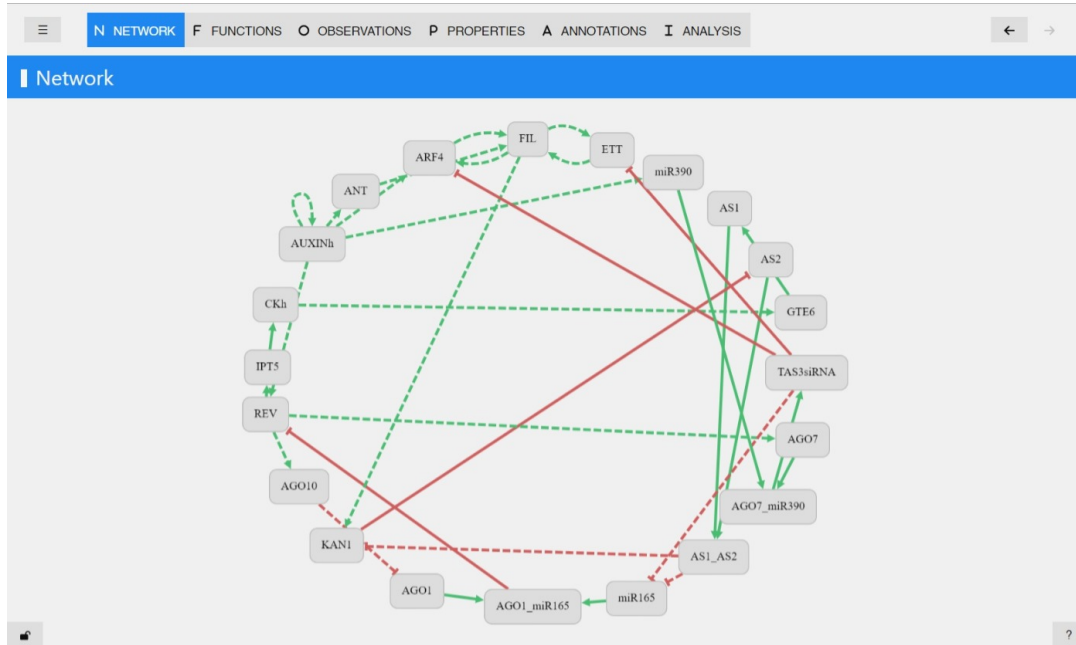 ☰ N NETWORK F FUNCTIONS O OBSERVATIONS P PROPERTIES A ANNOTATIONS I ANALYSIS ← →
Network
FIL
ETT
ARF4
miR390
ANT
AS1
AUXINh
AS2
CKh
GTE6
IPT5
TAS3siRNA
REV
AGO7
AGO10
AGO7_miR390
KAN1
AS1_AS2
AGO1
miR165
AGO1_miR165
?